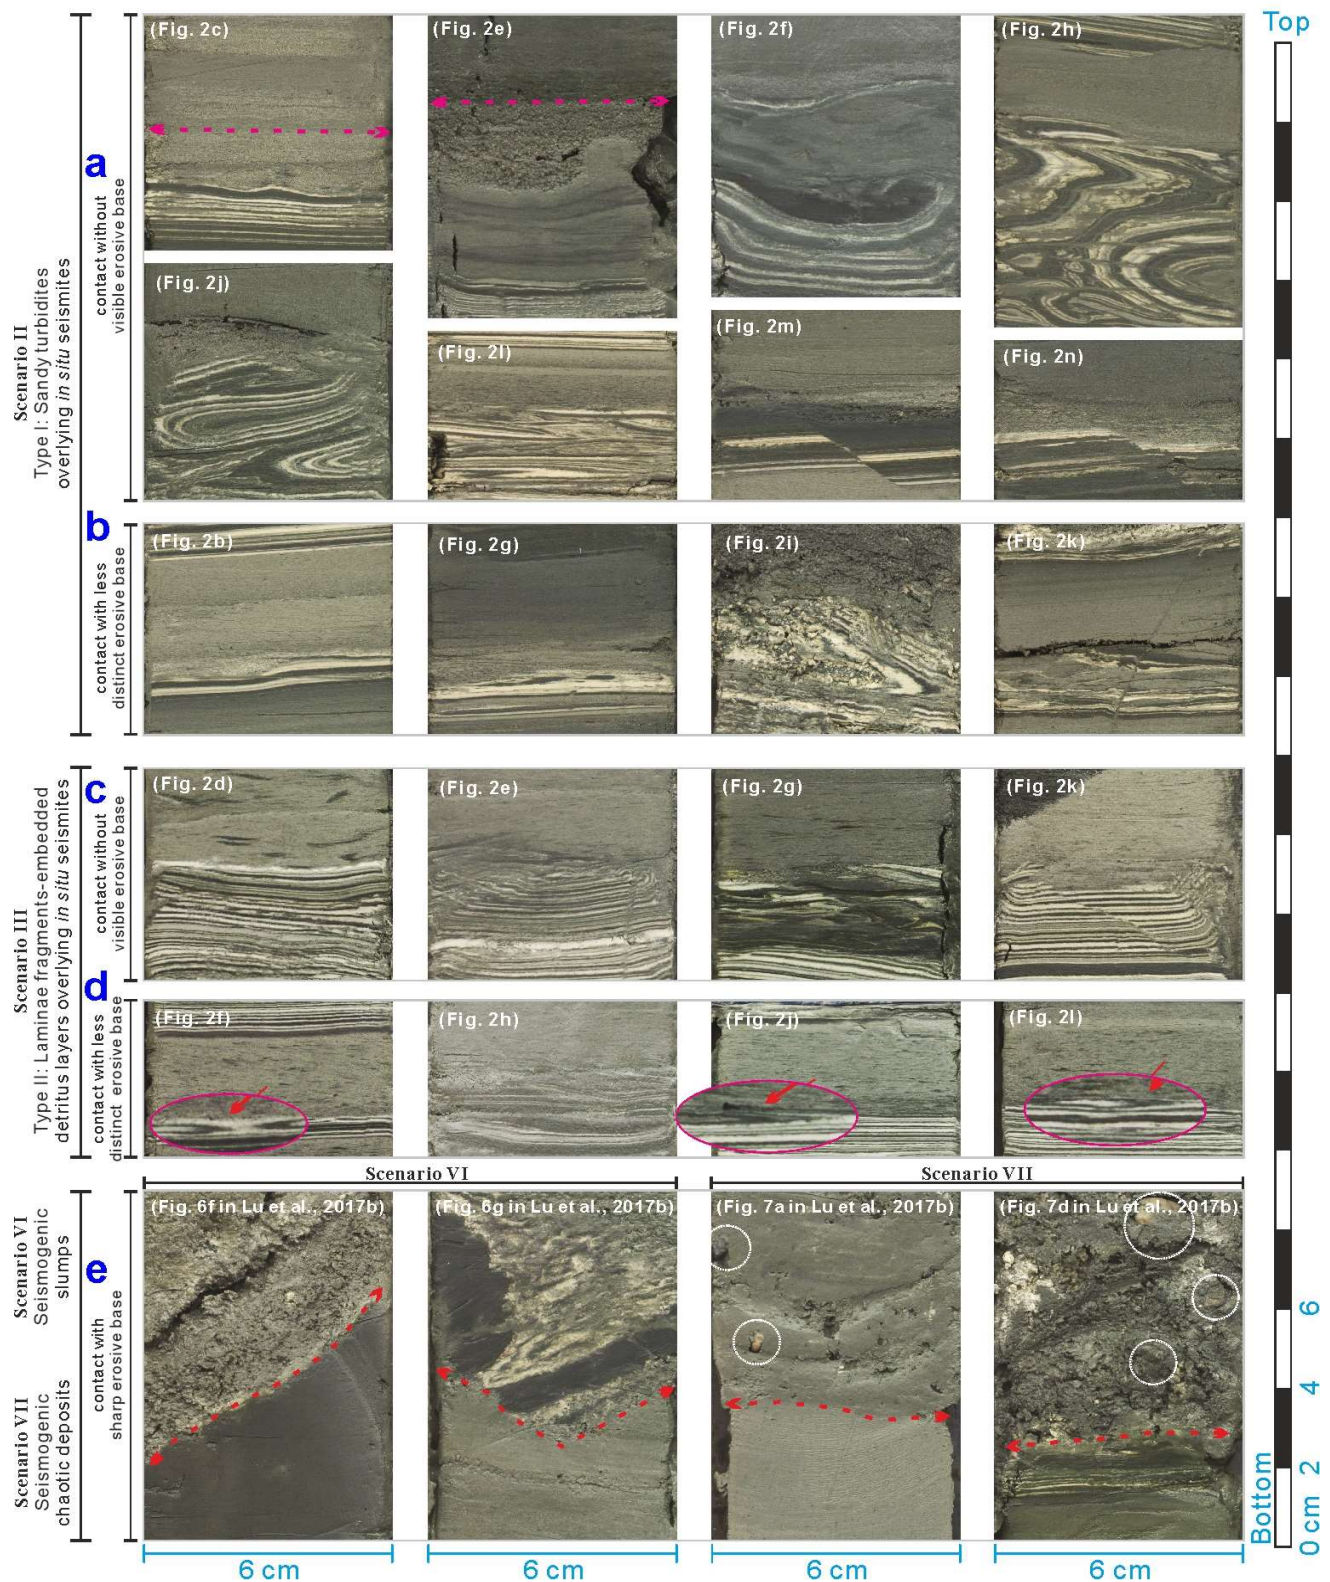 Top
(Fig. 2c)
(Fig. 2e)
(Fig. 2f)
(Fig. 2h)
a
contact without
visible erosive base
(Fig. 2j)
(Fig. 2l)
(Fig. 2m)
(Fig. 2n)
Scenario II
Type I: Sandy turbidites
overlying in situ seismites
b
contact with less
distinct erosive base
(Fig. 2b)
(Fig. 2g)
(Fig. 2i)
(Fig. 2k)
c
contact without
visible erosive base
(Fig. 2d)
(Fig. 2e)
(Fig. 2g)
(Fig. 2k)
Scenario III
Type II: Laminae fragments-embedded
detritus layers overlying in situ seismites
d
contact with less
distinct erosive base
(Fig. 2f)
(Fig. 2h)
(Fig. 2j)
(Fig. 2l)
Scenario VI
Scenario VII
Scenario VI
Seismogenic
slumps
Scenario VII
Seismogenic
chaotic deposits
e
contact with
sharp erosive base
(Fig. 6f in Lu et al., 2017b)
(Fig. 6g in Lu et al., 2017b)
(Fig. 7a in Lu et al., 2017b)
(Fig. 7d in Lu et al., 2017b)
6
4
2
0 cm
Bottom
6 cm
6 cm
6 cm
6 cm